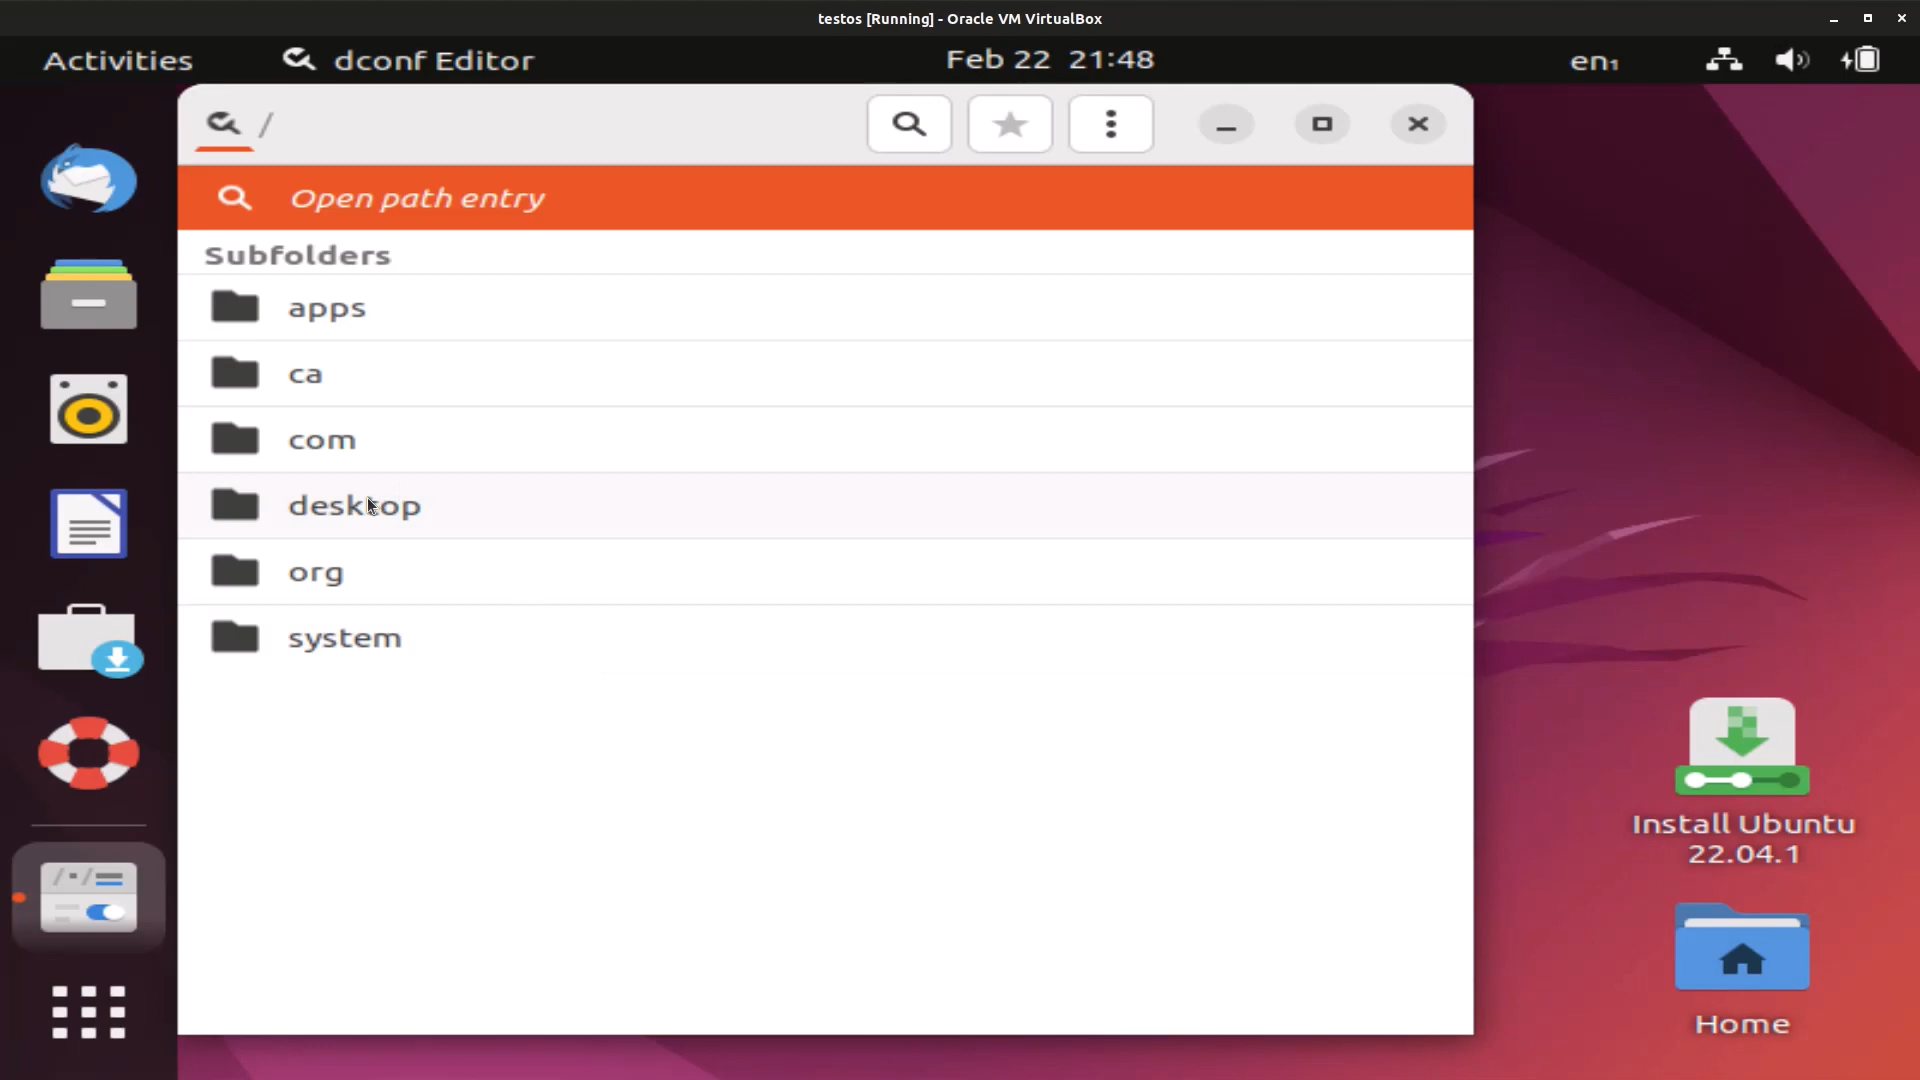 testos [Running] - Oracle VM VirtualBox
Activities
dconf Editor
Feb 22 21:48
en₁
/
Open path entry
Subfolders
apps
ca
com
desktop
org
system
Install Ubuntu
22.04.1
Home